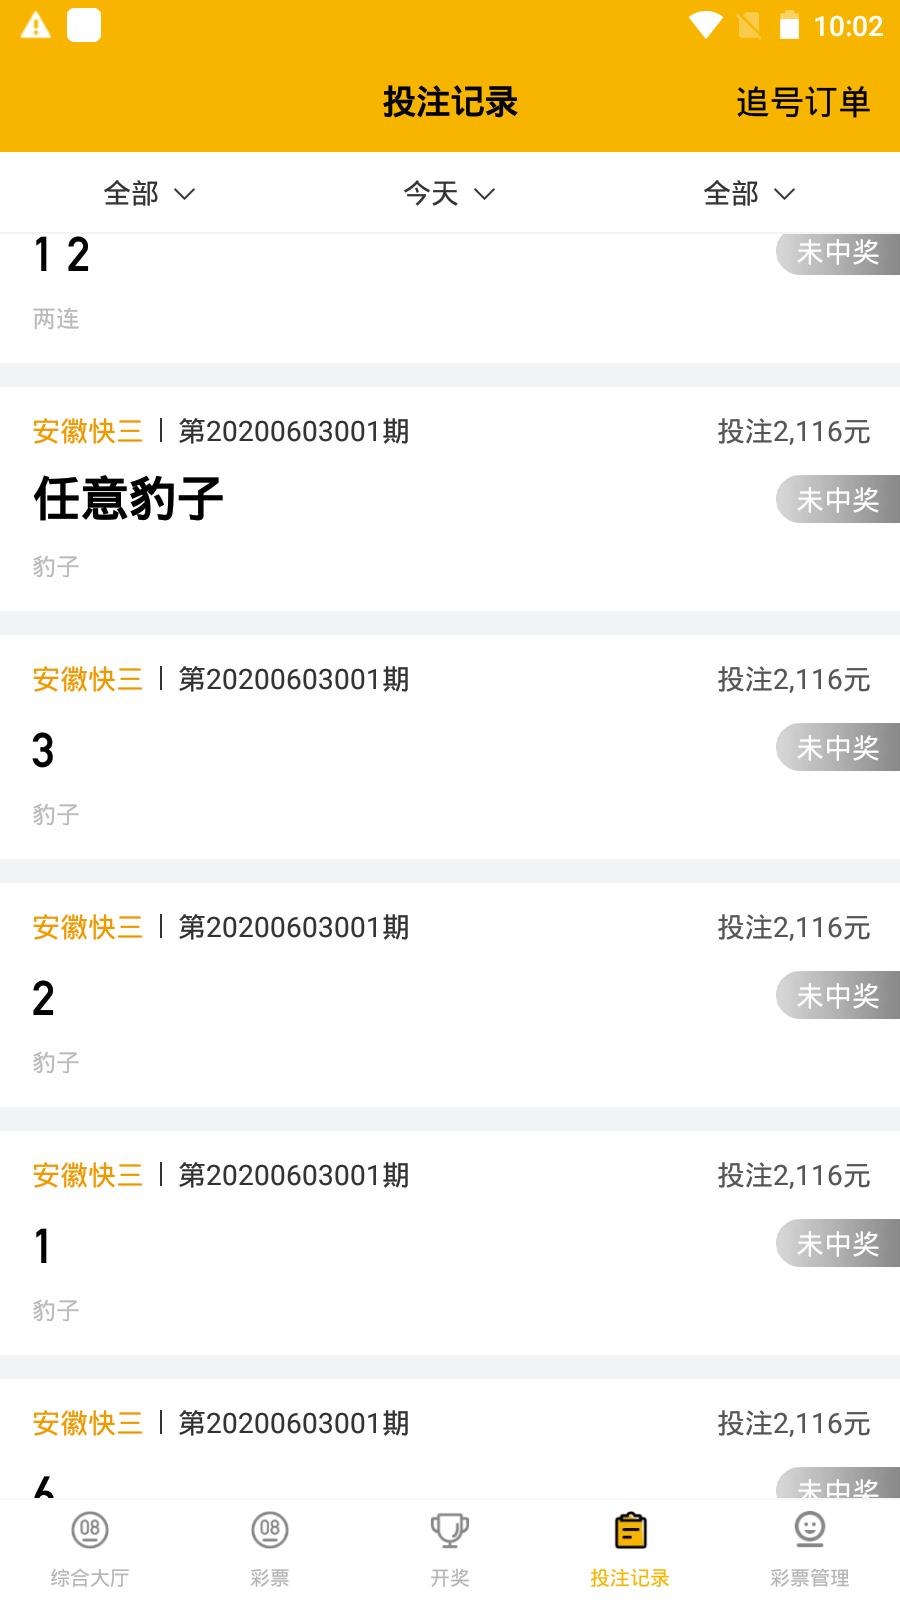 10:02
投注记录 追号订单
全部 今天 全部
1 2 未中奖
两连
安徽快三 | 第20200603001期 投注2,116元
任意豹子 未中奖
豹子
安徽快三 | 第20200603001期 投注2,116元
3 未中奖
豹子
安徽快三 | 第20200603001期 投注2,116元
2 未中奖
豹子
安徽快三 | 第20200603001期 投注2,116元
1 未中奖
豹子
安徽快三 | 第20200603001期 投注2,116元
6 未中奖
08 08
综合大厅 彩票 开奖 投注记录 彩票管理